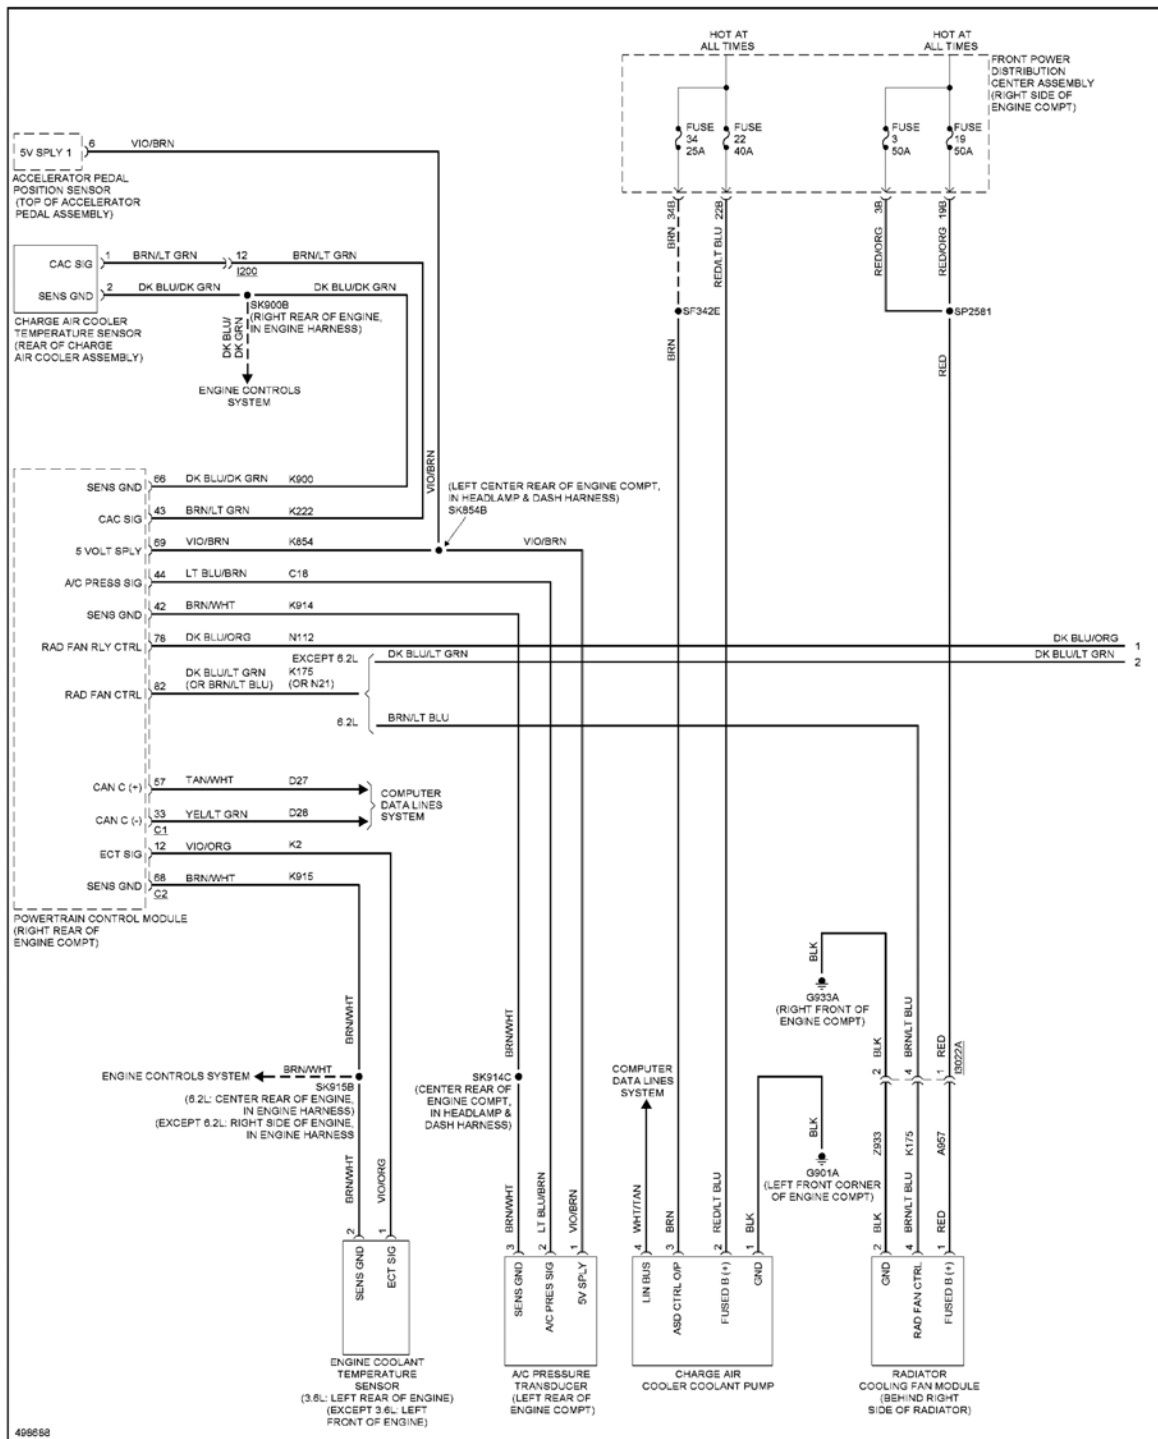 HOT AT
ALL TIMES
HOT AT
ALL TIMES
FRONT POWER
DISTRIBUTION
CENTER ASSEMBLY
(RIGHT SIDE OF
ENGINE COMPT)
FUSE
34
25A
FUSE
22
40A
FUSE
3
50A
FUSE
19
50A
5V SPLY 1
6
VIO/BRN
ACCELERATOR PEDAL
POSITION SENSOR
(TOP OF ACCELERATOR
PEDAL ASSEMBLY)
34B
22B
3B
19B
BRN
RED/LT BLU
RED/ORG
RED/ORG
CAC SIG
1
BRN/LT GRN
12
I200
BRN/LT GRN
SENS GND
2
DK BLU/DK GRN
DK BLU/DK GRN
SK900B
(RIGHT REAR OF ENGINE,
IN ENGINE HARNESS)
CHARGE AIR COOLER
TEMPERATURE SENSOR
(REAR OF CHARGE
AIR COOLER ASSEMBLY)
DK BLU/
DK GRN
ENGINE CONTROLS
SYSTEM
SF342E
SP2581
BRN
RED
VIO/BRN
(LEFT CENTER REAR OF ENGINE COMPT,
IN HEADLAMP & DASH HARNESS)
SK854B
SENS GND
66
DK BLU/DK GRN
K900
CAC SIG
43
BRN/LT GRN
K222
5 VOLT SPLY
69
VIO/BRN
K854
VIO/BRN
A/C PRESS SIG
44
LT BLU/BRN
C18
SENS GND
42
BRN/WHT
K914
RAD FAN RLY CTRL
78
DK BLU/ORG
N112
DK BLU/ORG
1
EXCEPT 6.2L
DK BLU/LT GRN
DK BLU/LT GRN
2
RAD FAN CTRL
82
DK BLU/LT GRN
(OR BRN/LT BLU)
K175
(OR N21)
6.2L
BRN/LT BLU
CAN C (+)
57
TAN/WHT
D27
CAN C (-)
33
YEL/LT GRN
D28
C1
COMPUTER
DATA LINES
SYSTEM
ECT SIG
12
VIO/ORG
K2
SENS GND
68
BRN/WHT
K915
C2
POWERTRAIN CONTROL MODULE
(RIGHT REAR OF
ENGINE COMPT)
BLK
G933A
(RIGHT FRONT OF
ENGINE COMPT)
BRN/WHT
BRN/WHT
BLK
BRN/LT BLU
RED
2
4
1
I3022A
ENGINE CONTROLS SYSTEM
BRN/WHT
SK915B
(6.2L: CENTER REAR OF ENGINE,
IN ENGINE HARNESS)
(EXCEPT 6.2L: RIGHT SIDE OF ENGINE,
IN ENGINE HARNESS
SK914C
(CENTER REAR OF
ENGINE COMPT,
IN HEADLAMP &
DASH HARNESS)
COMPUTER
DATA LINES
SYSTEM
BLK
G901A
(LEFT FRONT CORNER
OF ENGINE COMPT)
Z933
K175
A957
BRN/WHT
VIO/ORG
BRN/WHT
LT BLU/BRN
VIO/BRN
WHT/TAN
BRN
RED/LT BLU
BLK
BLK
BRN/LT BLU
RED
2
1
3
2
1
4
3
2
1
2
4
1
SENS GND
ECT SIG
SENS GND
A/C PRES SIG
5V SPLY
LIN BUS
ASD CTRL O/P
FUSED B (+)
GND
GND
RAD FAN CTRL
FUSED B (+)
ENGINE COOLANT
TEMPERATURE
SENSOR
(3.6L: LEFT REAR OF ENGINE)
(EXCEPT 3.6L: LEFT
FRONT OF ENGINE)
A/C PRESSURE
TRANSDUCER
(LEFT REAR OF
ENGINE COMPT)
CHARGE AIR
COOLER COOLANT PUMP
RADIATOR
COOLING FAN MODULE
(BEHIND RIGHT
SIDE OF RADIATOR)
498688